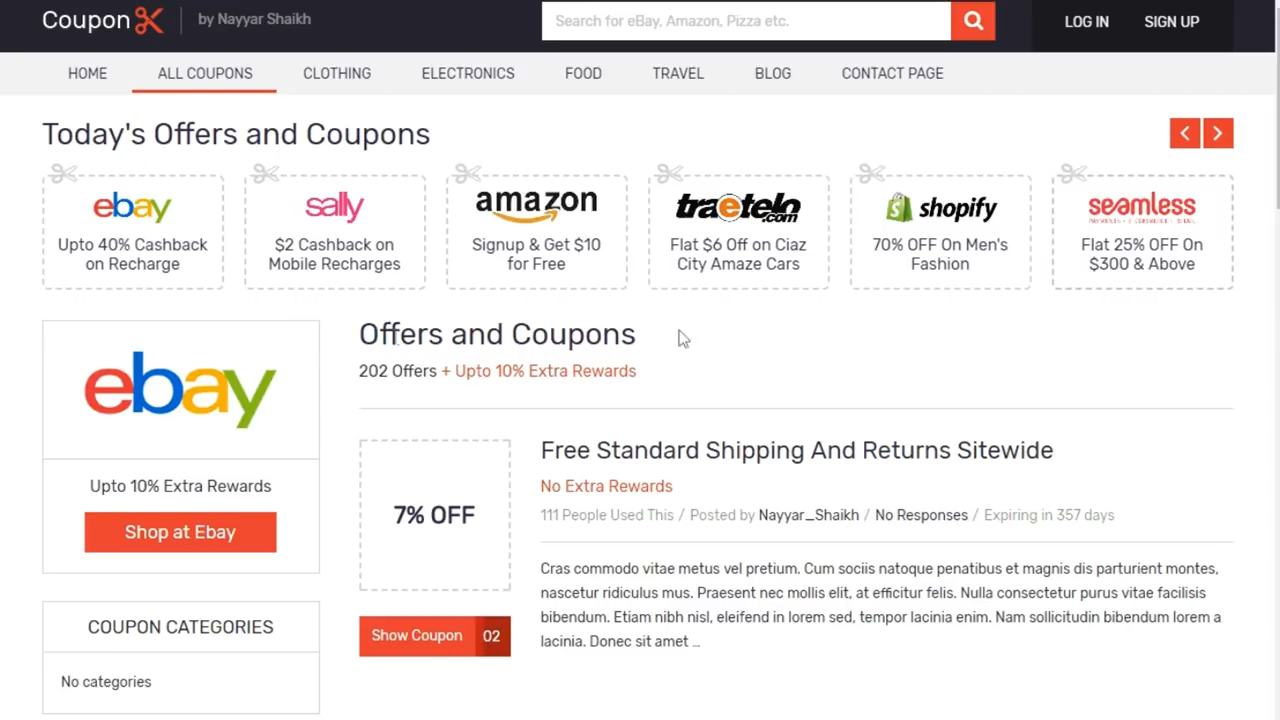 Coupon
by Nayyar Shaikh
Search for eBay, Amazon, Pizza etc.
LOG IN
SIGN UP
HOME
ALL COUPONS
CLOTHING
ELECTRONICS
FOOD
TRAVEL
BLOG
CONTACT PAGE
Today's Offers and Coupons
ebay
Upto 40% Cashback
on Recharge
sally
$2 Cashback on
Mobile Recharges
amazon
Signup & Get $10
for Free
traetelo.com
Flat $6 Off on Ciaz
City Amaze Cars
shopify
70% OFF On Men's
Fashion
seamless
Flat 25% OFF On
$300 & Above
ebay
Upto 10% Extra Rewards
Shop at Ebay
COUPON CATEGORIES
No categories
Offers and Coupons
202 Offers + Upto 10% Extra Rewards
7% OFF
Show Coupon 02
Free Standard Shipping And Returns Sitewide
No Extra Rewards
111 People Used This / Posted by Nayyar_Shaikh / No Responses / Expiring in 357 days
Cras commodo vitae metus vel pretium. Cum sociis natoque penatibus et magnis dis parturient montes,
nascetur ridiculus mus. Praesent nec mollis elit, at efficitur felis. Nulla consectetur purus vitae facilisis
bibendum. Etiam nibh nisl, eleifend in lorem sed, tempor lacinia enim. Nam sollicitudin bibendum lorem a
lacinia. Donec sit amet ...